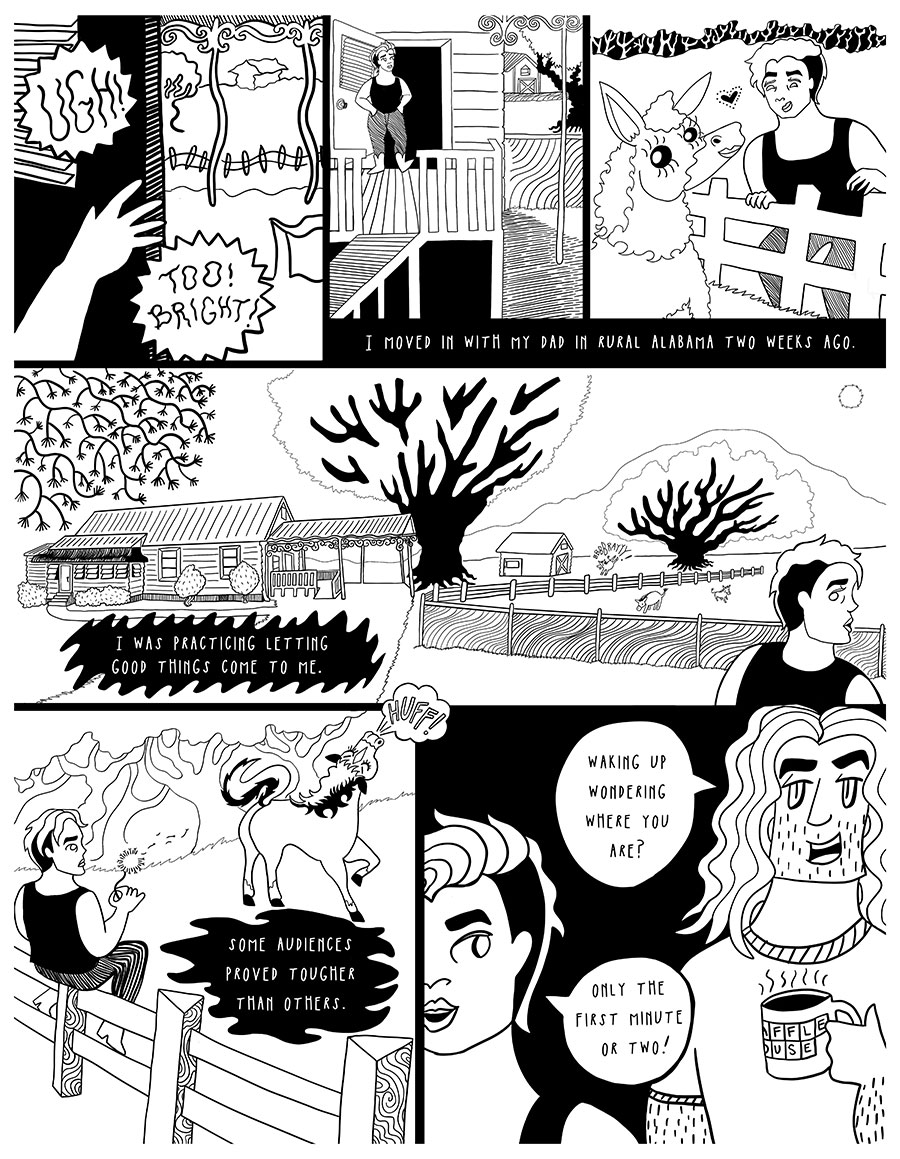 UGH!
TOO!
BRIGHT!
I MOVED IN WITH MY DAD IN RURAL ALABAMA TWO WEEKS AGO.
I WAS PRACTICING LETTING
GOOD THINGS COME TO ME.
HUFF!
SOME AUDIENCES
PROVED TOUGHER
THAN OTHERS.
WAKING UP
WONDERING
WHERE YOU
ARE?
ONLY THE
FIRST MINUTE
OR TWO!
AFFLE
OUSE